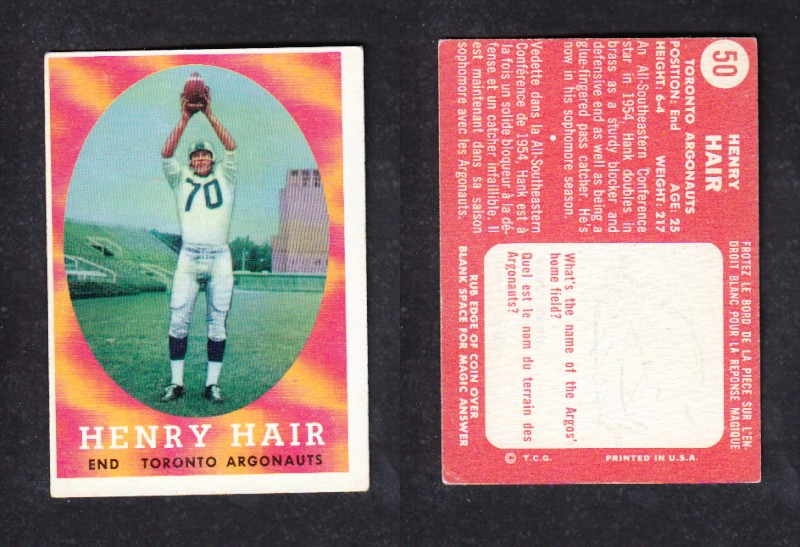 70
HENRY HAIR
END TORONTO ARGONAUTS
50
HENRY
HAIR
TORONTO ARGONAUTS
POSITION: End AGE: 25
HEIGHT: 6-4 WEIGHT: 217
An All-Southeastern Conference
star in 1954, Hank doubles in
brass as a sturdy blocker and
defensive end as well as being a
glue-fingered pass catcher. He's
now in his sophomore season.
Vedette dans la All-Southeastern
Conférence de 1954, Hank est à
la fois un solide bloqueur à la dé-
fense et un catcher infaillible. Il
est maintenant dans sa saison
sophomore avec les Argonauts.
FROTEZ LE BORD DE LA PIECE SUR L'EN-
DROIT BLANC POUR LA REPONSE MAGIQUE
What's the name of the Argos'
home field?
Quel est le nom du terrain des
Argonauts?
RUB EDGE OF COIN OVER
BLANK SPACE FOR MAGIC ANSWER
© T.C.G. PRINTED IN U.S.A.